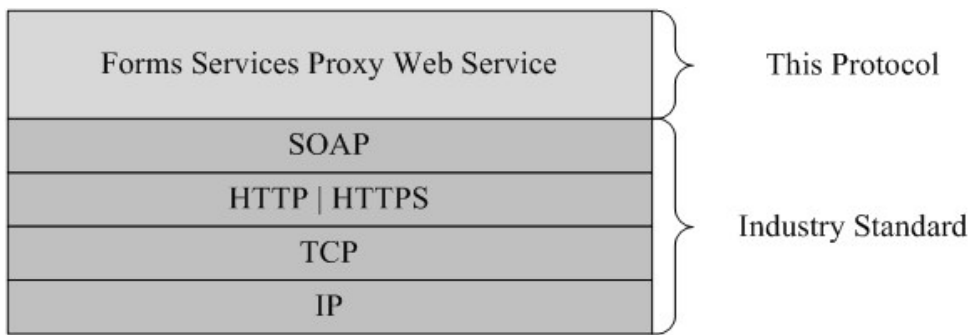 Forms Services Proxy Web Service
This Protocol
SOAP
HTTP | HTTPS
TCP
IP
Industry Standard